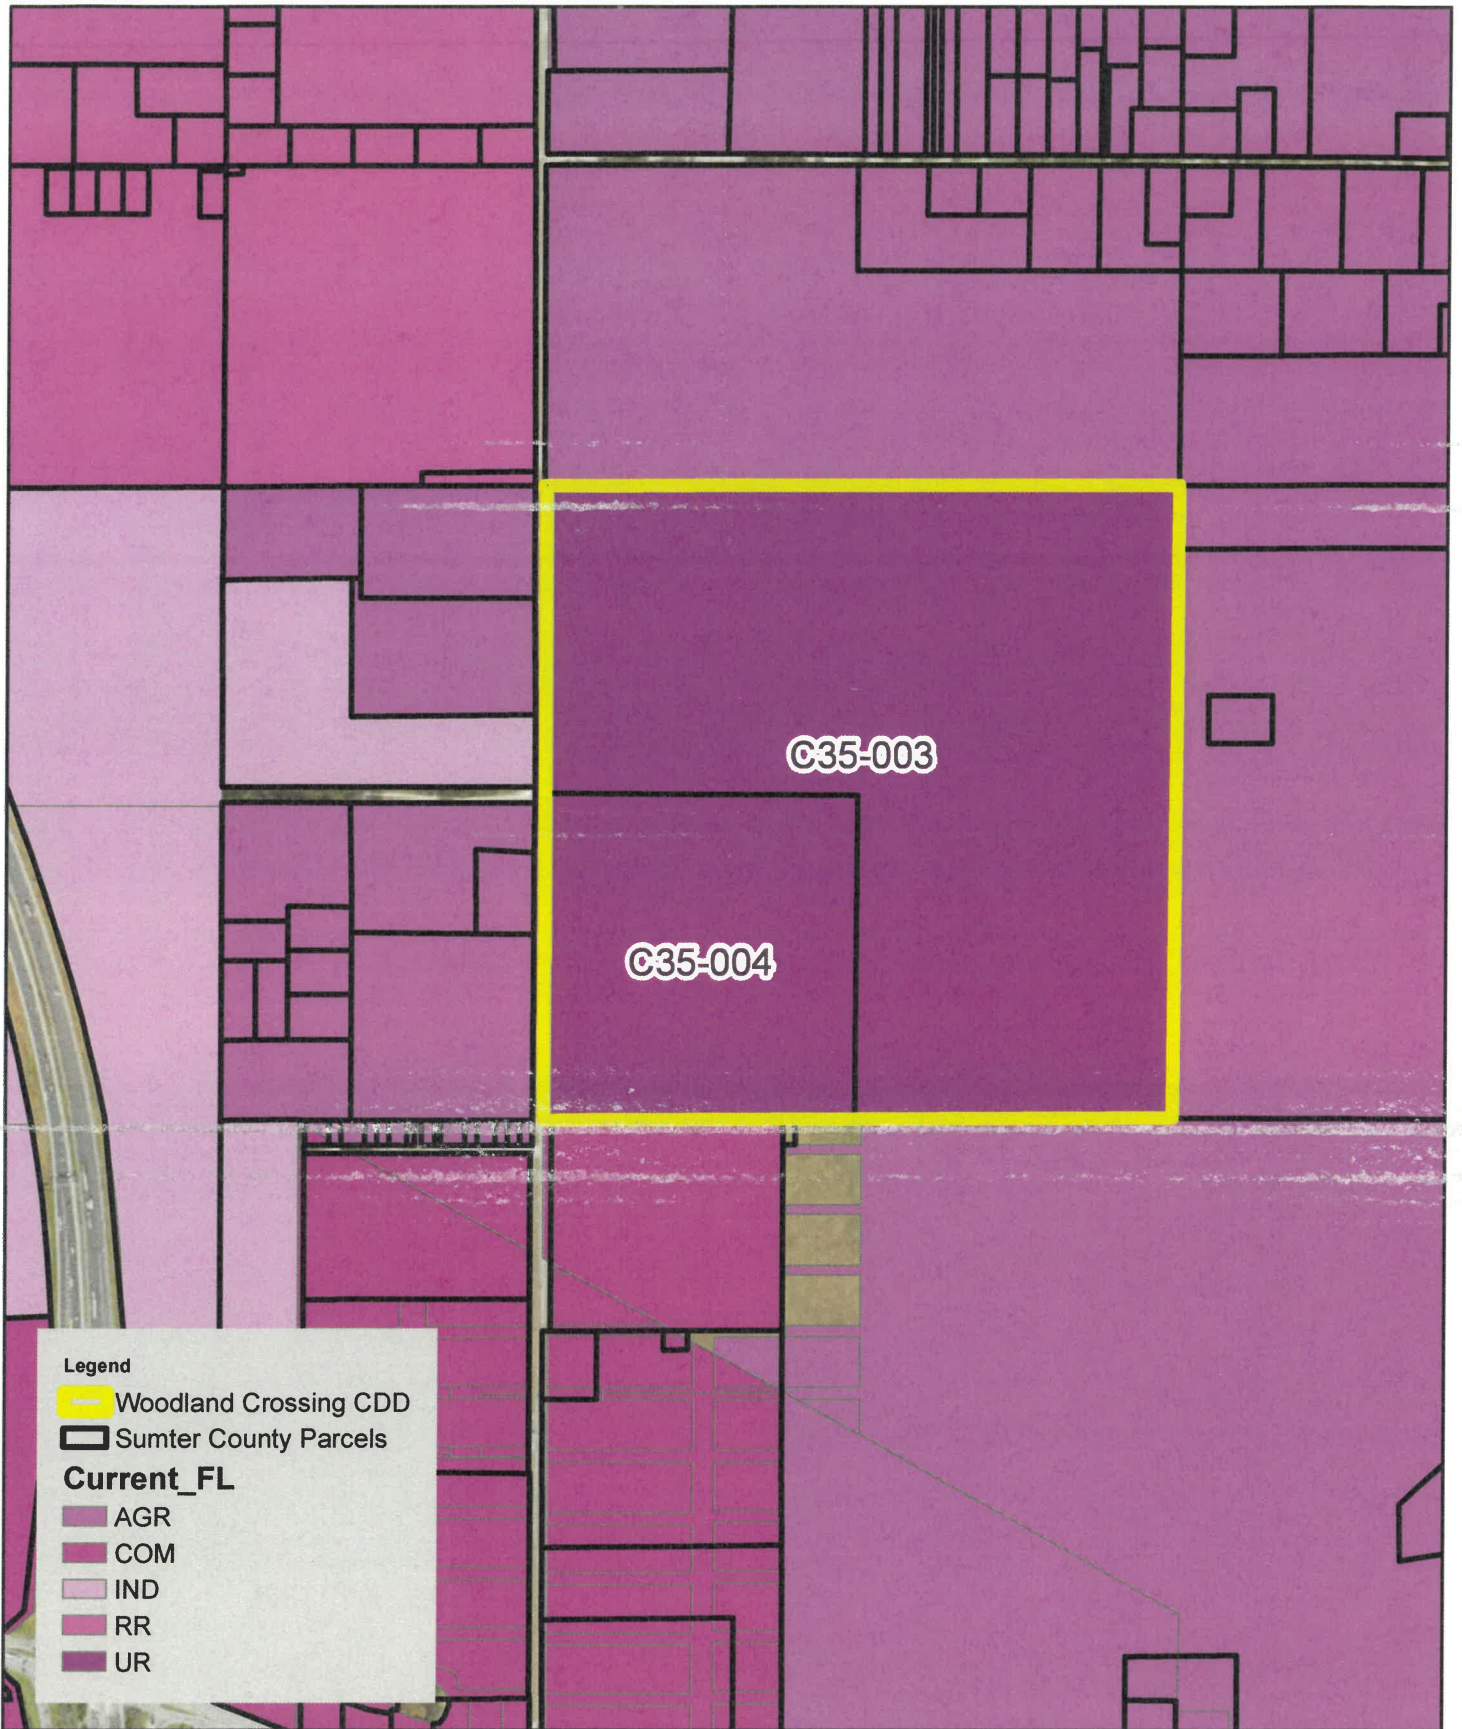 C35-003
C35-004
Legend
Woodland Crossing CDD
Sumter County Parcels
Current_FL
AGR
COM
IND
RR
UR